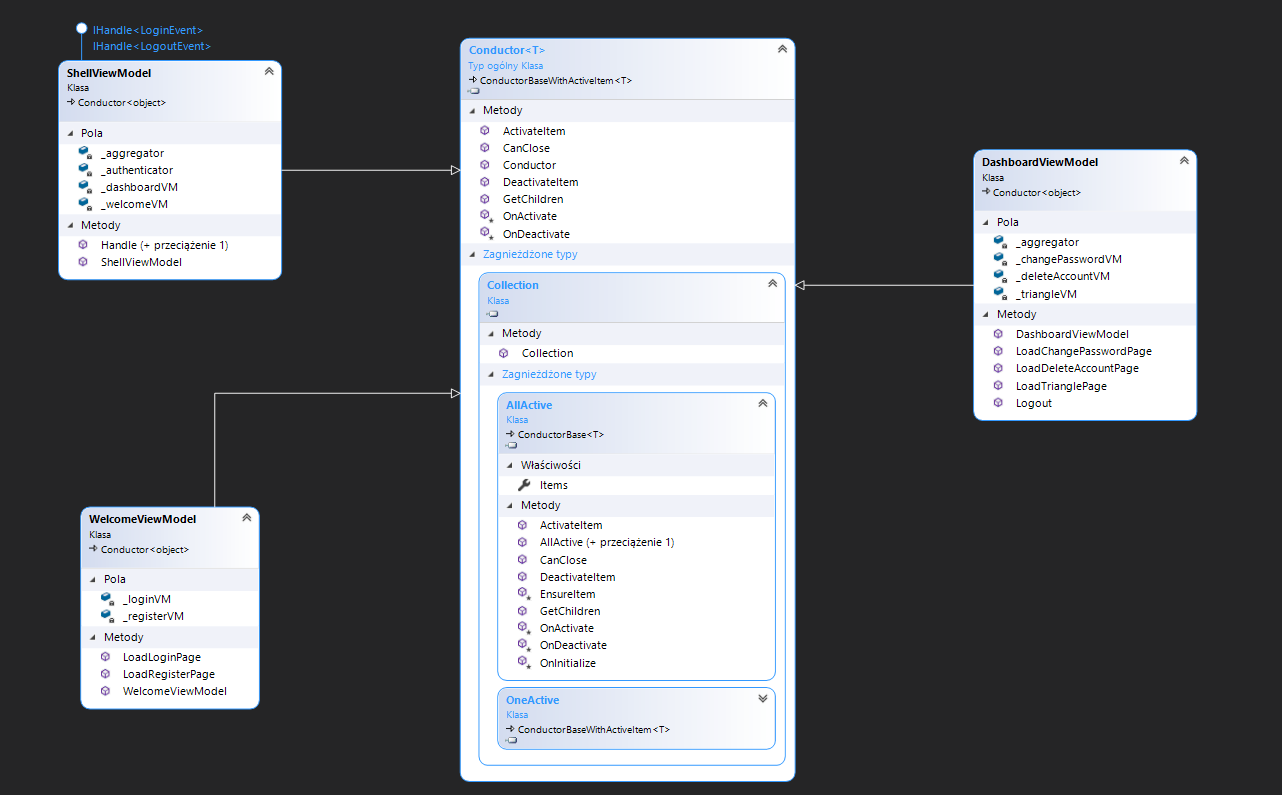 IHandle<LoginEvent>
IHandle<LogoutEvent>
ShellViewModel
Klasa
Conductor<object>
Pola
_aggregator
_authenticator
_dashboardVM
_welcomeVM
Metody
Handle (+ przeciążenie 1)
ShellViewModel
WelcomeViewModel
Klasa
Conductor<object>
Pola
_loginVM
_registerVM
Metody
LoadLoginPage
LoadRegisterPage
WelcomeViewModel
Conductor<T>
Typ ogólny Klasa
ConductorBaseWithActiveItem<T>
Metody
ActivateItem
CanClose
Conductor
DeactivateItem
GetChildren
OnActivate
OnDeactivate
Zagnieżdżone typy
Collection
Klasa
Metody
Collection
Zagnieżdżone typy
AllActive
Klasa
ConductorBase<T>
Właściwości
Items
Metody
ActivateItem
AllActive (+ przeciążenie 1)
CanClose
DeactivateItem
EnsureItem
GetChildren
OnActivate
OnDeactivate
OnInitialize
OneActive
Klasa
ConductorBaseWithActiveItem<T>
DashboardViewModel
Klasa
Conductor<object>
Pola
_aggregator
_changePasswordVM
_deleteAccountVM
_triangleVM
Metody
DashboardViewModel
LoadChangePasswordPage
LoadDeleteAccountPage
LoadTrianglePage
Logout